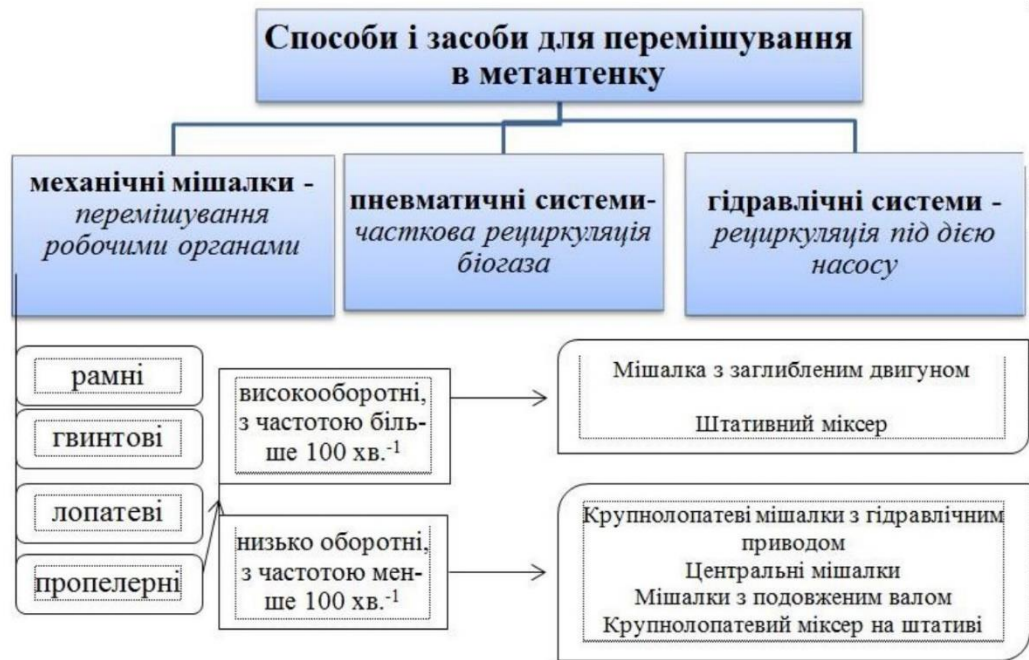 Способи і засоби для перемішування
в метантенку
механічні мішалки -
перемішування
робочими органами
пневматичні системи-
часткова рециркуляція
біогаза
гідравлічні системи -
рециркуляція під дією
насосу
рамні
гвинтові
лопатеві
пропелерні
високооборотні,
з частотою біль-
ше 100 хв.⁻¹
низько оборотні,
з частотою мен-
ше 100 хв.⁻¹
Мішалка з заглибленим двигуном
Штативний міксер
Крупнолопатеві мішалки з гідравлічним
приводом
Центральні мішалки
Мішалки з подовженим валом
Крупнолопатевий міксер на штативі